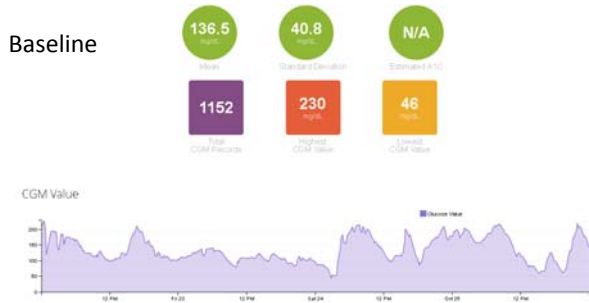 Baseline
136.5
mg/dL
Mean
40.8
mg/dL
Standard Deviation
N/A
Estimated A1C
1152
Total
CGM Records
230
mg/dL
Highest
CGM Value
46
mg/dL
Lowest
CGM Value
CGM Value
Glucose Value
200
150
100
50
0
12 PM
Fri 23
12 PM
Sat 24
12 PM
Oct 25
12 PM